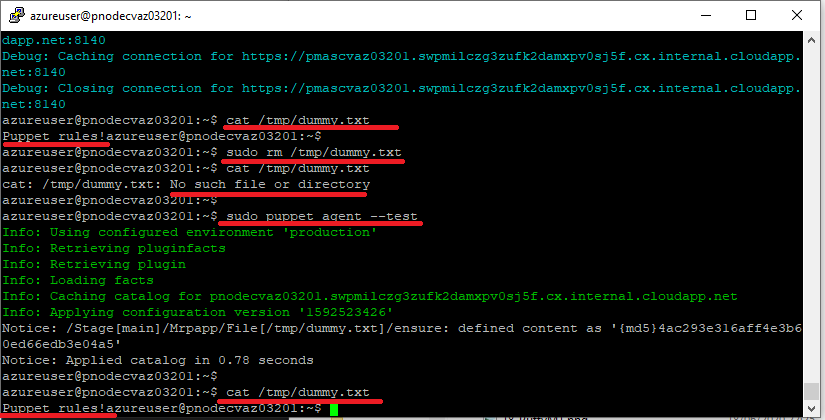 azureuser@pnodecvaz03201: ~
dapp.net:8140
Debug: Caching connection for https://pmascvaz03201.swpmilczg3zufk2damxpv0sj5f.cx.internal.cloudapp.
net:8140
Debug: Closing connection for https://pmascvaz03201.swpmilczg3zufk2damxpv0sj5f.cx.internal.cloudapp.
net:8140
azureuser@pnodecvaz03201:~$ cat /tmp/dummy.txt
Puppet rules!azureuser@pnodecvaz03201:~$
azureuser@pnodecvaz03201:~$ sudo rm /tmp/dummy.txt
azureuser@pnodecvaz03201:~$ cat /tmp/dummy.txt
cat: /tmp/dummy.txt: No such file or directory
azureuser@pnodecvaz03201:~$
azureuser@pnodecvaz03201:~$ sudo puppet agent --test
Info: Using configured environment 'production'
Info: Retrieving pluginfacts
Info: Retrieving plugin
Info: Loading facts
Info: Caching catalog for pnodecvaz03201.swpmilczg3zufk2damxpv0sj5f.cx.internal.cloudapp.net
Info: Applying configuration version '1592523426'
Notice: /Stage[main]/Mrpapp/File[/tmp/dummy.txt]/ensure: defined content as '{md5}4ac293e316aff4e3b6
0ed66edb3e04a5'
Notice: Applied catalog in 0.78 seconds
azureuser@pnodecvaz03201:~$
azureuser@pnodecvaz03201:~$ cat /tmp/dummy.txt
Puppet rules!azureuser@pnodecvaz03201:~$